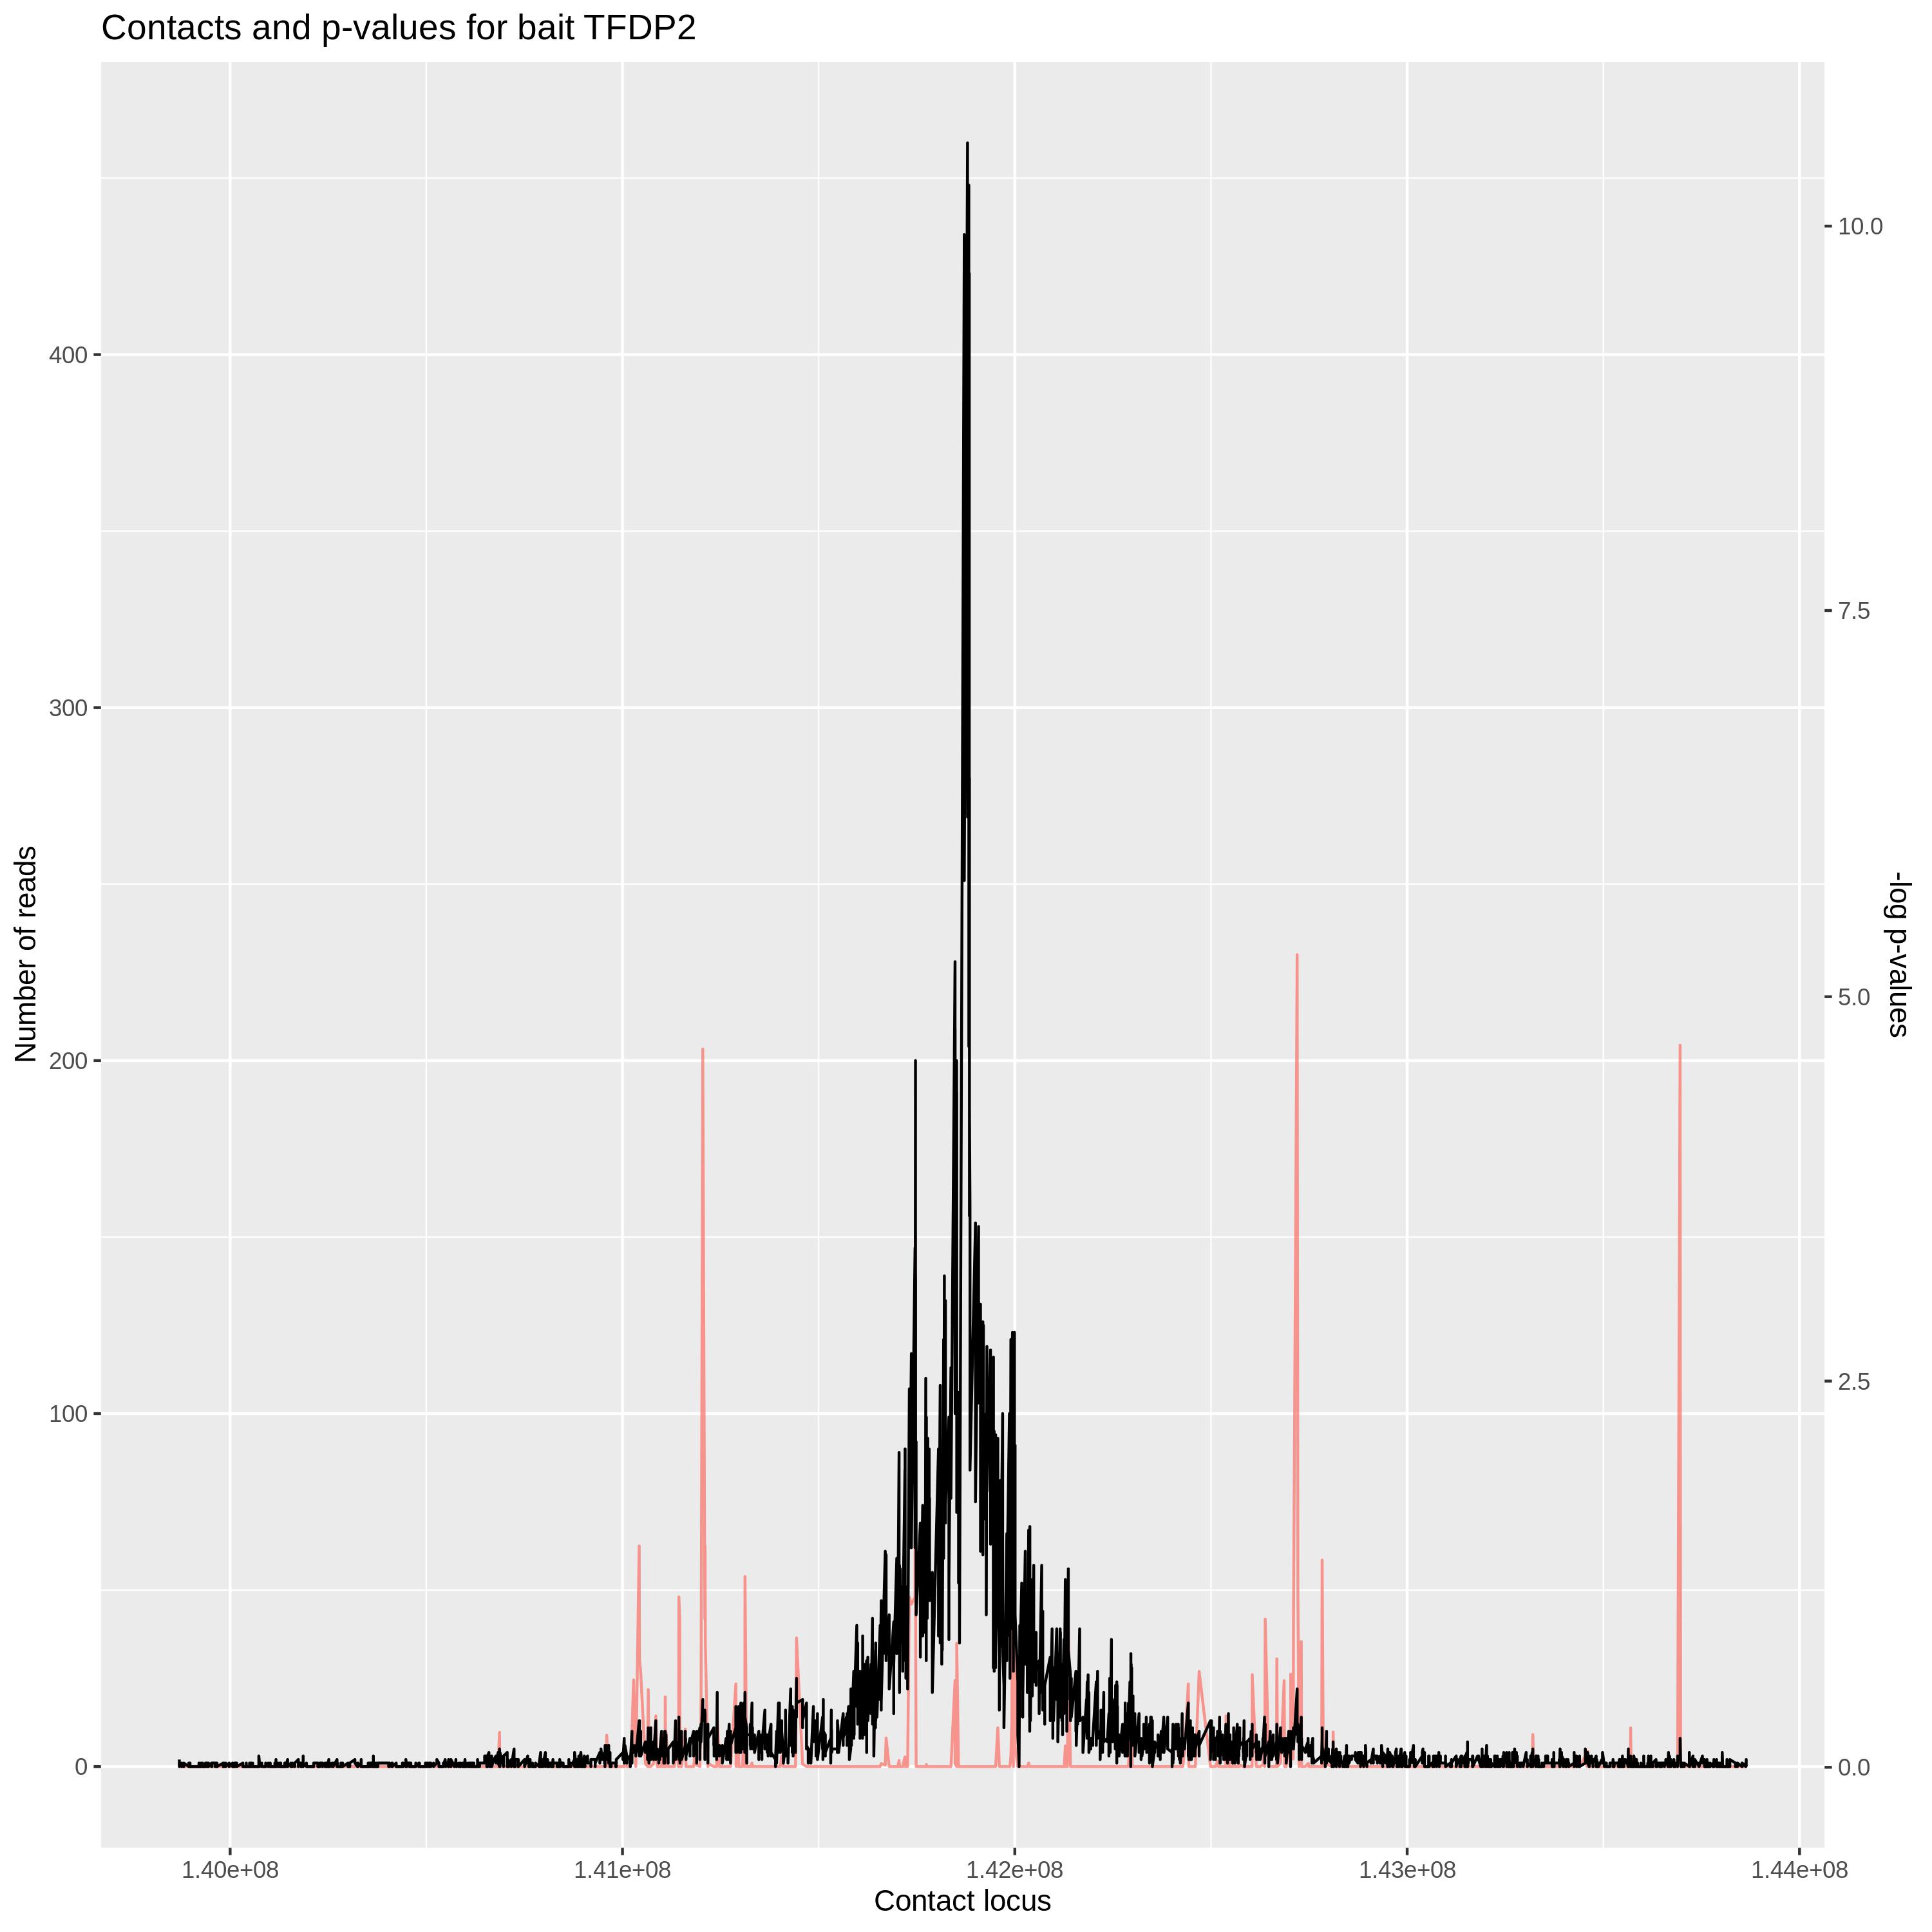 Contacts and p-values for bait TFDP2
Number of reads
400
300
200
100
0
10.0
7.5
5.0
2.5
0.0
-log p-values
1.40e+08
1.41e+08
1.42e+08
1.43e+08
1.44e+08
Contact locus